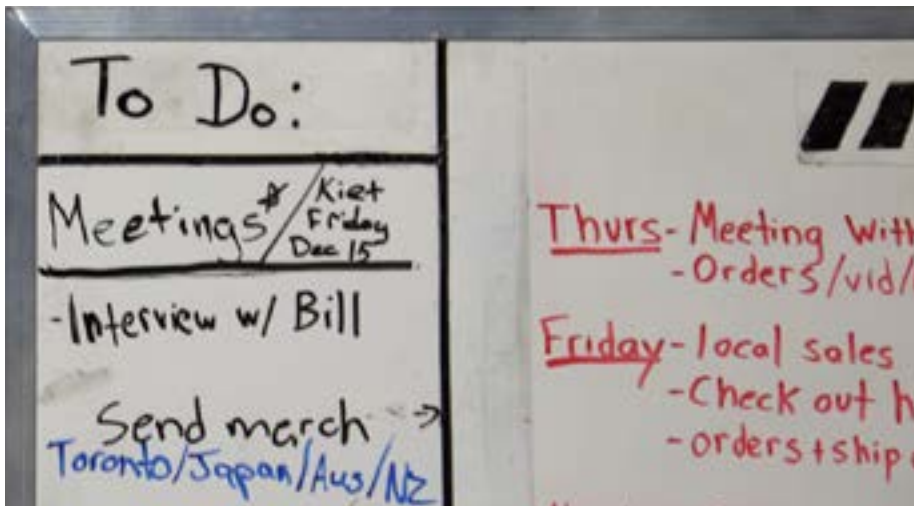 To Do:
Meetings* / Kiet
Friday
Dec 15
-Interview w/ Bill
Send march →
Toronto/Japan/Aus/NZ
Thurs - Meeting With
- Orders/vid/
Friday - local sales
- Check out h
- orders + ship